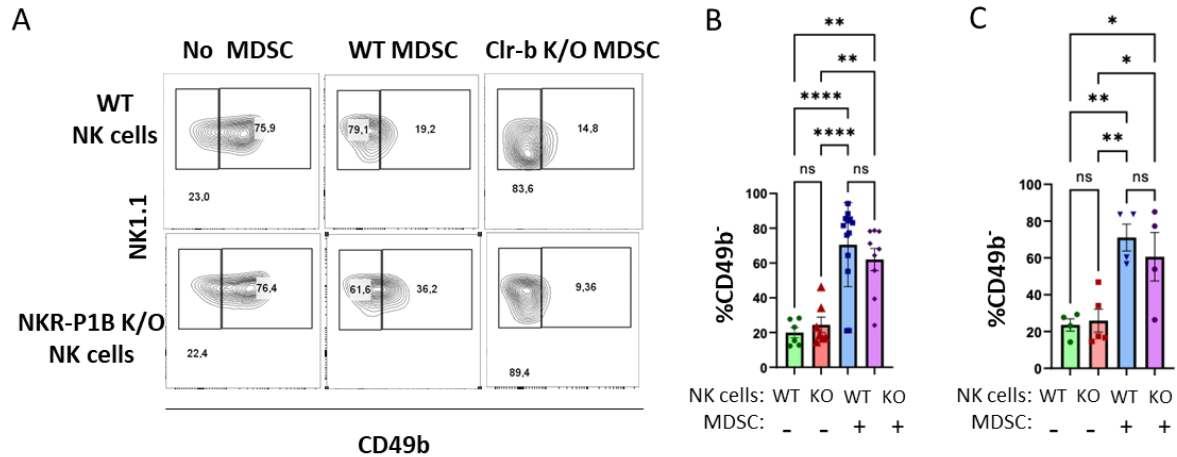 A
No MDSC WT MDSC Clr-b K/O MDSC
WT
NK cells
75,9
23,0
79,1 19,2
14,8
83,6
NK1.1
NKR-P1B K/O
NK cells
76,4
22,4
61,6 36,2
9,36
89,4
CD49b
B
**
**
****
****
ns ns
%CD49b-
100
80
60
40
20
0
NK cells: WT KO WT KO
MDSC: - - + +
C
*
*
**
**
ns ns
%CD49b-
100
80
60
40
20
0
NK cells: WT KO WT KO
MDSC: - - + +